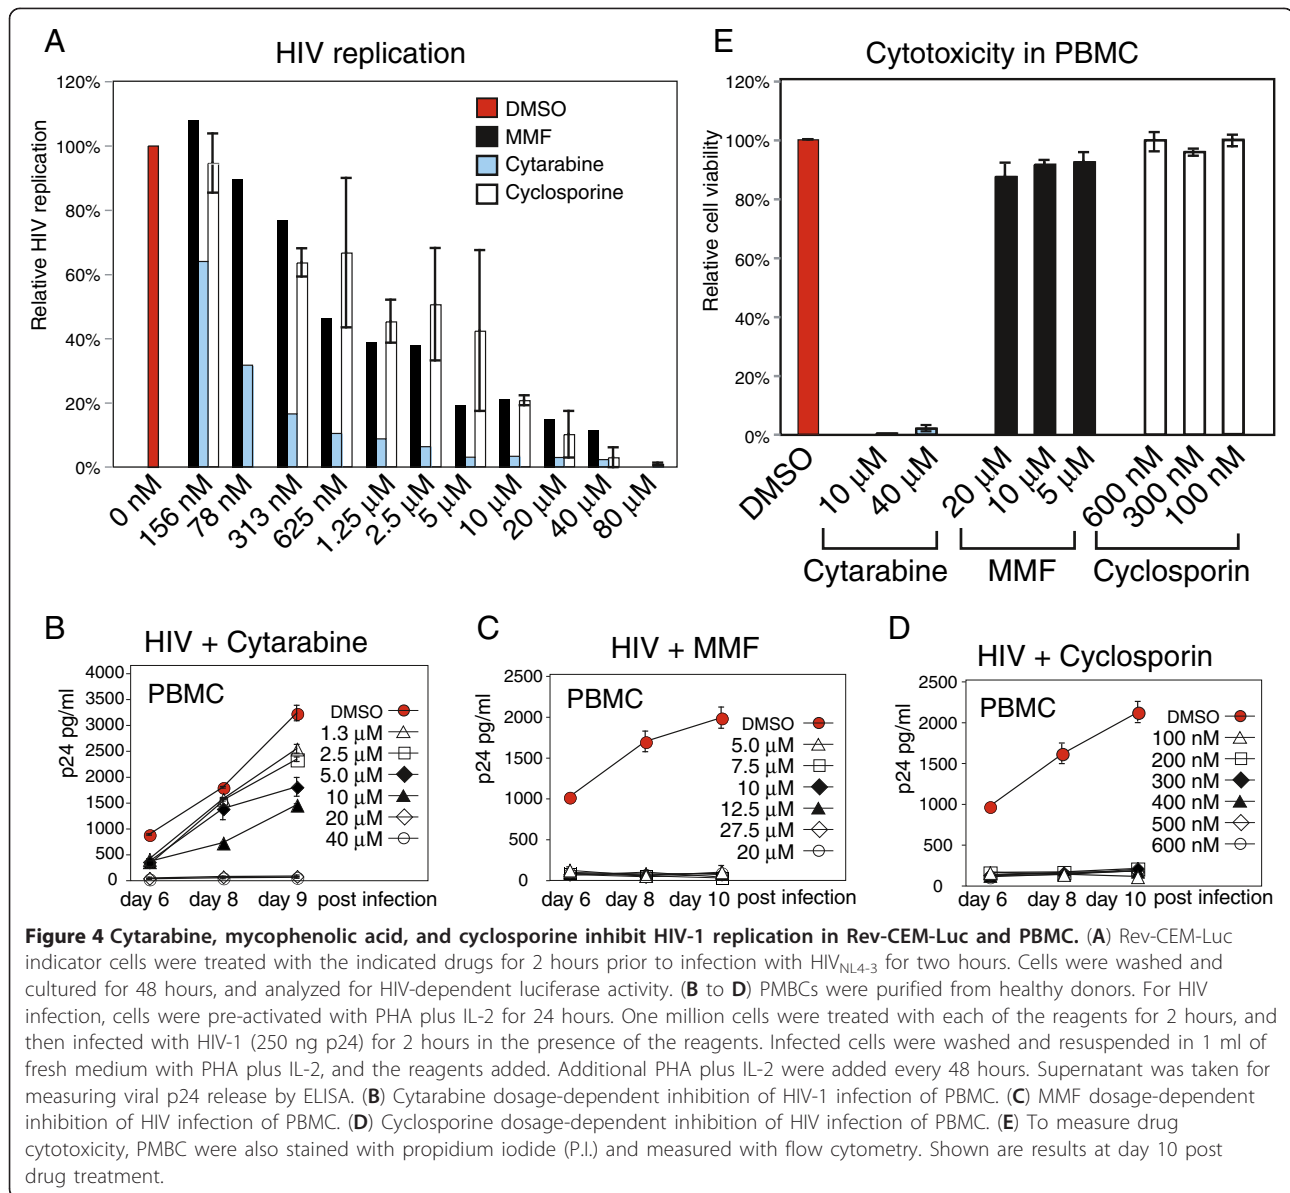 A
HIV replication
120%
100%
80%
60%
40%
20%
0%
Relative HIV replication
DMSO
MMF
Cytarabine
Cyclosporine
0 nM
156 nM
78 nM
313 nM
625 nM
1.25 µM
2.5 µM
5 µM
10 µM
20 µM
40 µM
80 µM
E
Cytotoxicity in PBMC
120%
100%
80%
60%
40%
20%
0%
Relative cell viability
DMSO
10 µM
40 µM
20 µM
10 µM
5 µM
600 nM
300 nM
100 nM
Cytarabine
MMF
Cyclosporin
B
HIV + Cytarabine
4000
3500
3000
2500
2000
1500
1000
500
0
p24 pg/ml
PBMC
DMSO
1.3 µM
2.5 µM
5.0 µM
10 µM
20 µM
40 µM
day 6 day 8 day 9 post infection
C
HIV + MMF
2500
2000
1500
1000
500
0
p24 pg/ml
PBMC
DMSO
5.0 µM
7.5 µM
10 µM
12.5 µM
27.5 µM
20 µM
day 6 day 8 day 10 post infection
D
HIV + Cyclosporin
2500
2000
1500
1000
500
0
p24 pg/ml
PBMC
DMSO
100 nM
200 nM
300 nM
400 nM
500 nM
600 nM
day 6 day 8 day 10 post infection
Figure 4 Cytarabine, mycophenolic acid, and cyclosporine inhibit HIV-1 replication in Rev-CEM-Luc and PBMC. (A) Rev-CEM-Luc
indicator cells were treated with the indicated drugs for 2 hours prior to infection with HIVNL4-3 for two hours. Cells were washed and
cultured for 48 hours, and analyzed for HIV-dependent luciferase activity. (B to D) PMBCs were purified from healthy donors. For HIV
infection, cells were pre-activated with PHA plus IL-2 for 24 hours. One million cells were treated with each of the reagents for 2 hours, and
then infected with HIV-1 (250 ng p24) for 2 hours in the presence of the reagents. Infected cells were washed and resuspended in 1 ml of
fresh medium with PHA plus IL-2, and the reagents added. Additional PHA plus IL-2 were added every 48 hours. Supernatant was taken for
measuring viral p24 release by ELISA. (B) Cytarabine dosage-dependent inhibition of HIV-1 infection of PBMC. (C) MMF dosage-dependent
inhibition of HIV infection of PBMC. (D) Cyclosporine dosage-dependent inhibition of HIV infection of PBMC. (E) To measure drug
cytotoxicity, PMBC were also stained with propidium iodide (P.I.) and measured with flow cytometry. Shown are results at day 10 post
drug treatment.